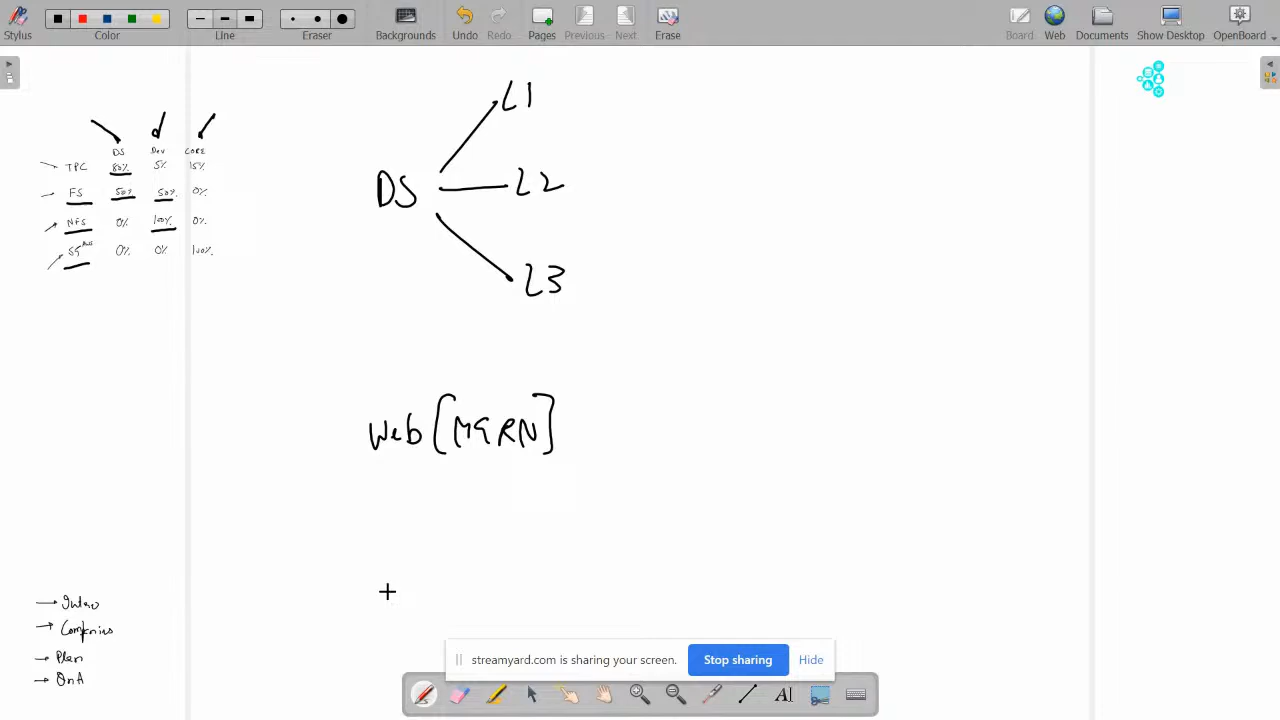 Stylus
Color
Line
Eraser
Backgrounds
Undo
Redo
Pages
Previous
Next
Erase
Board
Web
Documents
Show Desktop
OpenBoard
DS Dev CORE
TPC 80% 5% 15%
FS 50% 50% 0%
NFS 0% 100% 0%
0% 0% 100%
DS
L1
L2
L3
Web [MERN]
Intro
Companies
Plan
QnA
streamyard.com is sharing your screen.
Stop sharing
Hide